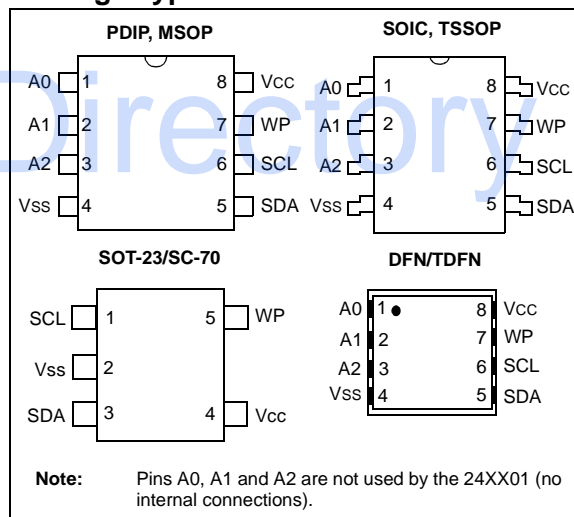 PDIP, MSOP
A0 1 8 VCC
A1 2 7 WP
A2 3 6 SCL
VSS 4 5 SDA
SOIC, TSSOP
A0 1 8 VCC
A1 2 7 WP
A2 3 6 SCL
VSS 4 5 SDA
SOT-23/SC-70
SCL 1 5 WP
Vss 2
SDA 3 4 Vcc
DFN/TDFN
A0 1 8 VCC
A1 2 7 WP
A2 3 6 SCL
VSS 4 5 SDA
Note: Pins A0, A1 and A2 are not used by the 24XX01 (no
internal connections).
Directory